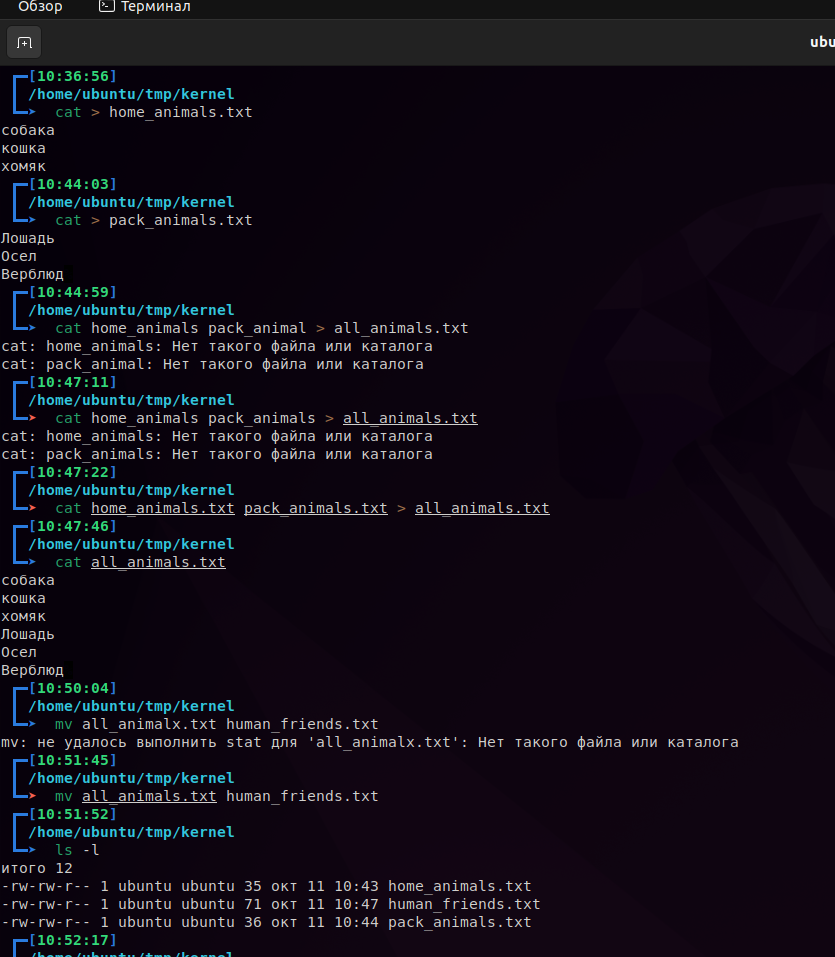 Обзор Терминал
ubu
[10:36:56]
/home/ubuntu/tmp/kernel
cat > home_animals.txt
собака
кошка
хомяк
[10:44:03]
/home/ubuntu/tmp/kernel
cat > pack_animals.txt
Лошадь
Осел
Верблюд
[10:44:59]
/home/ubuntu/tmp/kernel
cat home_animals pack_animal > all_animals.txt
cat: home_animals: Нет такого файла или каталога
cat: pack_animal: Нет такого файла или каталога
[10:47:11]
/home/ubuntu/tmp/kernel
cat home_animals pack_animals > all_animals.txt
cat: home_animals: Нет такого файла или каталога
cat: pack_animals: Нет такого файла или каталога
[10:47:22]
/home/ubuntu/tmp/kernel
cat home_animals.txt pack_animals.txt > all_animals.txt
[10:47:46]
/home/ubuntu/tmp/kernel
cat all_animals.txt
собака
кошка
хомяк
Лошадь
Осел
Верблюд
[10:50:04]
/home/ubuntu/tmp/kernel
mv all_animalx.txt human_friends.txt
mv: не удалось выполнить stat для 'all_animalx.txt': Нет такого файла или каталога
[10:51:45]
/home/ubuntu/tmp/kernel
mv all_animals.txt human_friends.txt
[10:51:52]
/home/ubuntu/tmp/kernel
ls -l
итого 12
-rw-rw-r-- 1 ubuntu ubuntu 35 окт 11 10:43 home_animals.txt
-rw-rw-r-- 1 ubuntu ubuntu 71 окт 11 10:47 human_friends.txt
-rw-rw-r-- 1 ubuntu ubuntu 36 окт 11 10:44 pack_animals.txt
[10:52:17]
/home/ubuntu/tmp/kernel